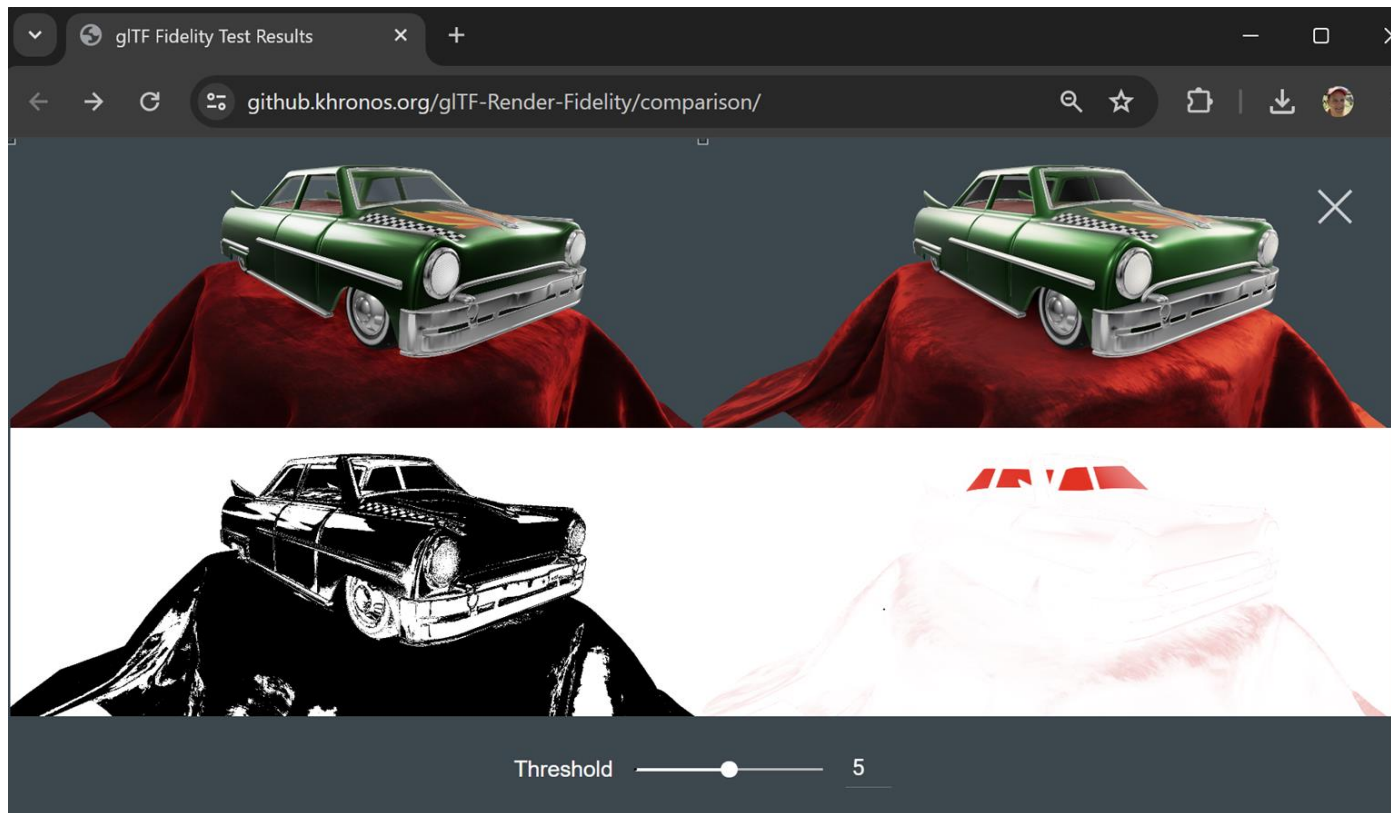 glTF Fidelity Test Results
github.khronos.org/glTF-Render-Fidelity/comparison/
Threshold 5